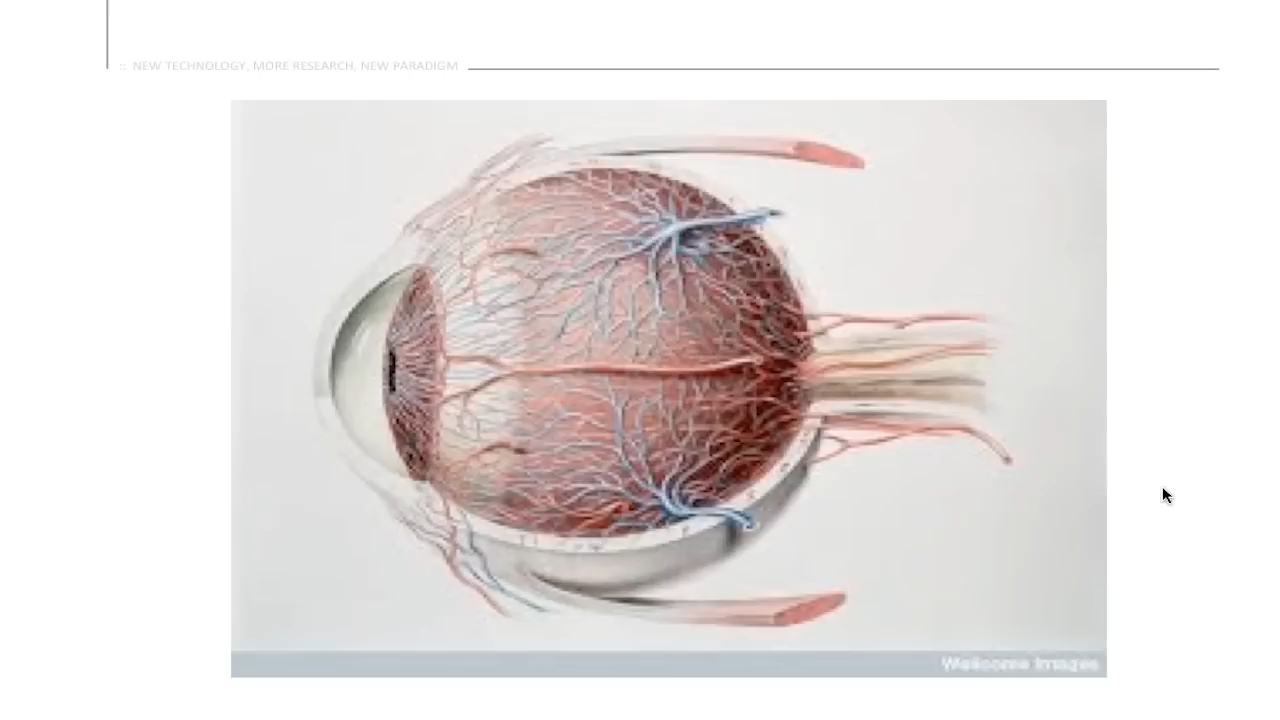 :: NEW TECHNOLOGY, MORE RESEARCH, NEW PARADIGM
Wellcome Images